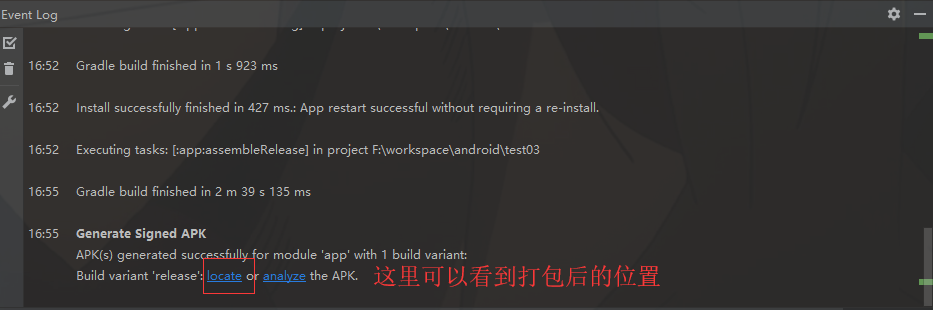 Event Log
16:52 Gradle build finished in 1 s 923 ms
16:52 Install successfully finished in 427 ms.: App restart successful without requiring a re-install.
16:52 Executing tasks: [:app:assembleRelease] in project F:\workspace\android\test03
16:55 Gradle build finished in 2 m 39 s 135 ms
16:55 Generate Signed APK
APK(s) generated successfully for module 'app' with 1 build variant:
Build variant 'release': locate or analyze the APK. 这里可以看到打包后的位置